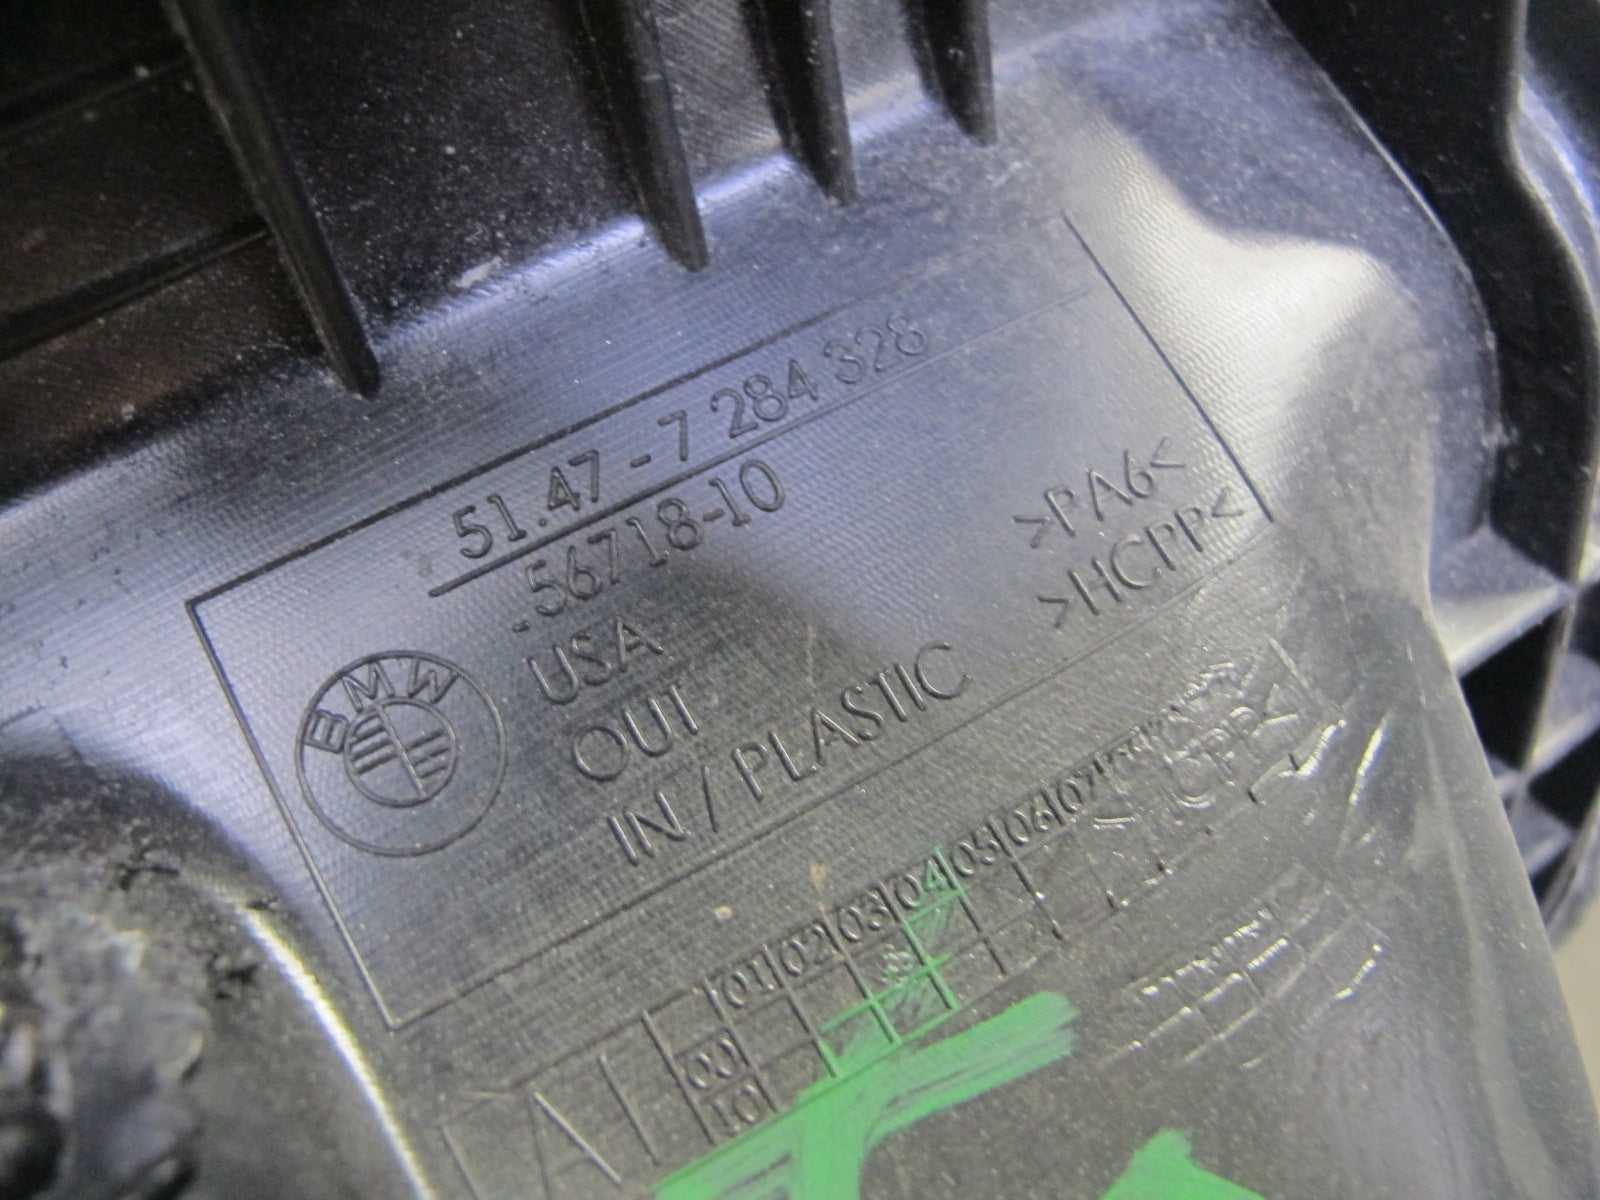 51.47-7 284 328
.56718-10
USA
OUT
IN / PLASTIC
>PA6<
>HCPP<
BMW
01 02 03 04 05 06 07
09
10